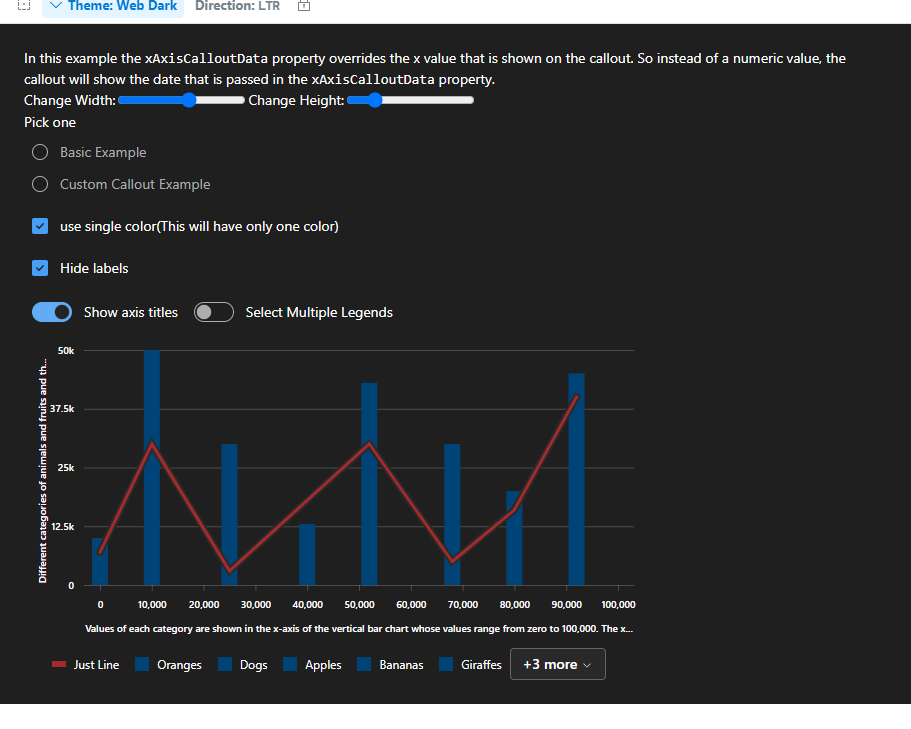 Theme: Web Dark Direction: LTR
In this example the xAxisCalloutData property overrides the x value that is shown on the callout. So instead of a numeric value, the
callout will show the date that is passed in the xAxisCalloutData property.
Change Width: Change Height:
Pick one
Basic Example
Custom Callout Example
use single color(This will have only one color)
Hide labels
Show axis titles Select Multiple Legends
Different categories of animals and fruits and th...
50k
37.5k
25k
12.5k
0
0 10,000 20,000 30,000 40,000 50,000 60,000 70,000 80,000 90,000 100,000
Values of each category are shown in the x-axis of the vertical bar chart whose values range from zero to 100,000. The x...
Just Line Oranges Dogs Apples Bananas Giraffes +3 more